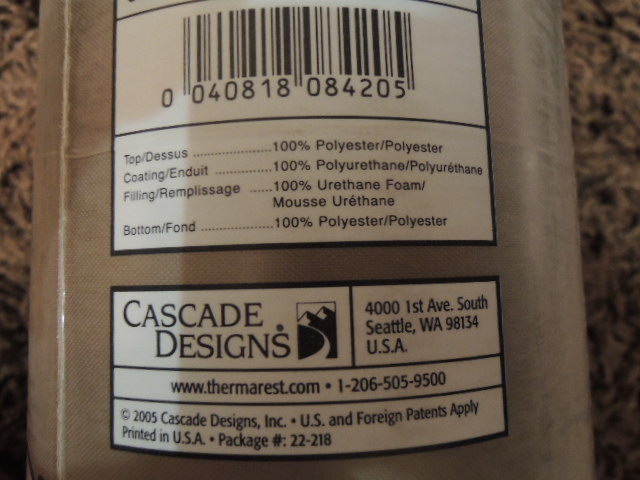 0 040818 084205
Top/Dessus ....................100% Polyester/Polyester
Coating/Enduit ....................100% Polyurethane/Polyuréthane
Filling/Remplissage ......100% Urethane Foam/
Mousse Uréthane
Bottom/Fond ...................100% Polyester/Polyester
CASCADE
DESIGNS®
4000 1st Ave. South
Seattle, WA 98134
U.S.A.
www.thermarest.com • 1-206-505-9500
© 2005 Cascade Designs, Inc. • U.S. and Foreign Patents Apply
Printed in U.S.A. • Package #: 22-218